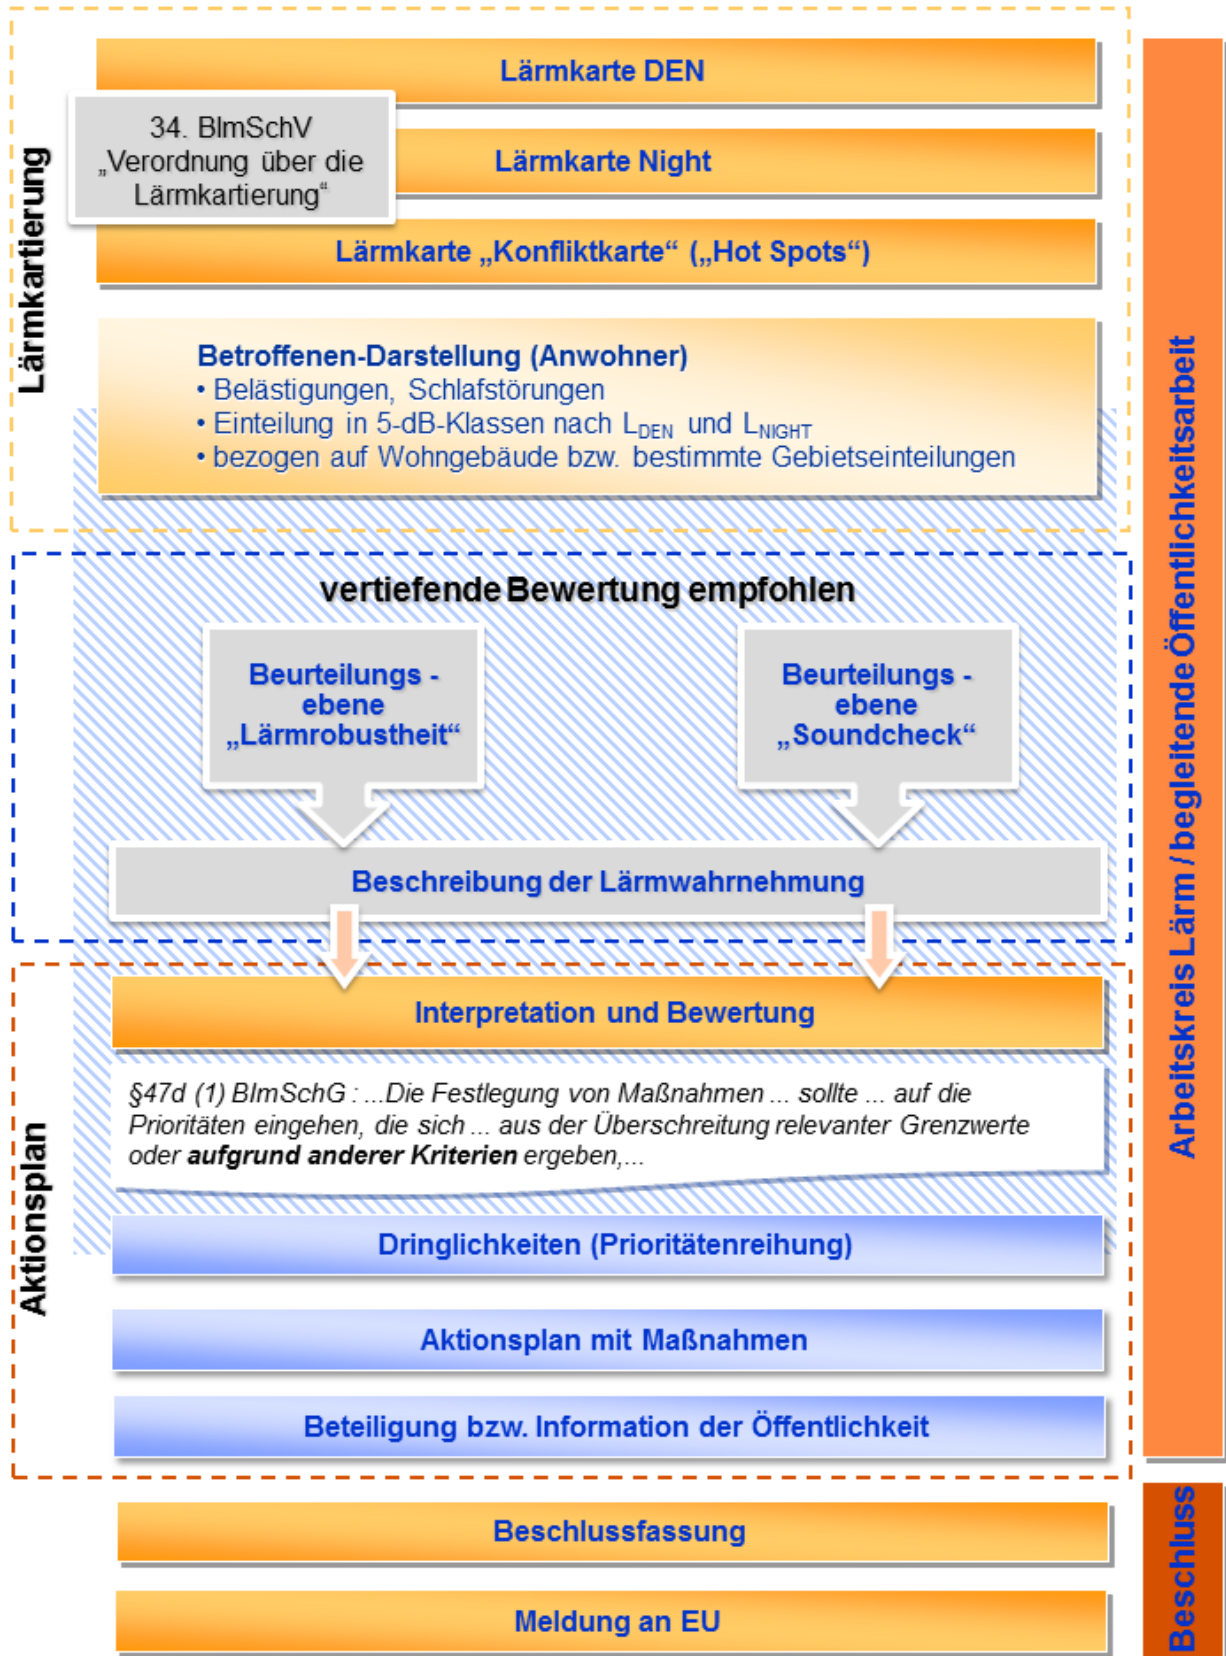 Lärmkartierung
Lärmkarte DEN
34. BImSchV
„Verordnung über die
Lärmkartierung“
Lärmkarte Night
Lärmkarte „Konfliktkarte“ („Hot Spots“)
Betroffenen-Darstellung (Anwohner)
• Belästigungen, Schlafstörungen
• Einteilung in 5-dB-Klassen nach LDEN und LNIGHT
• bezogen auf Wohngebäude bzw. bestimmte Gebietseinteilungen
vertiefende Bewertung empfohlen
Beurteilungs -
ebene
„Lärmrobustheit“
Beurteilungs -
ebene
„Soundcheck“
Beschreibung der Lärmwahrnehmung
Aktionsplan
Interpretation und Bewertung
§47d (1) BImSchG : ...Die Festlegung von Maßnahmen ... sollte ... auf die
Prioritäten eingehen, die sich ... aus der Überschreitung relevanter Grenzwerte
oder aufgrund anderer Kriterien ergeben,...
Dringlichkeiten (Prioritätenreihung)
Aktionsplan mit Maßnahmen
Beteiligung bzw. Information der Öffentlichkeit
Arbeitskreis Lärm / begleitende Öffentlichkeitsarbeit
Beschlussfassung
Meldung an EU
Beschluss